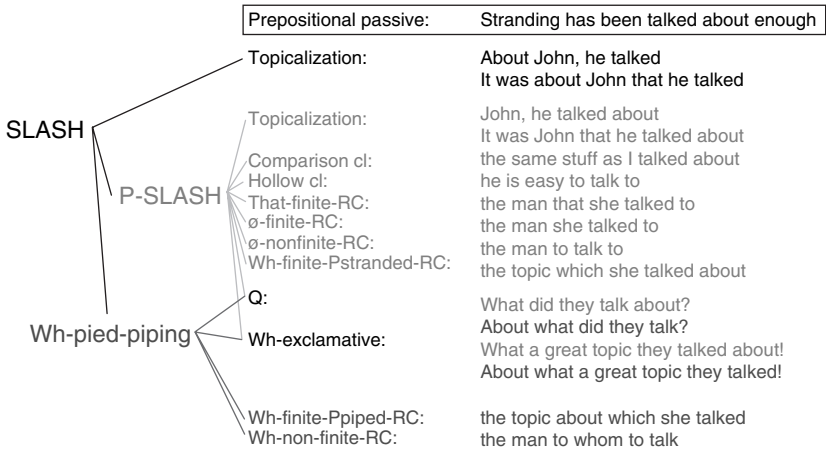 Prepositional passive: Stranding has been talked about enough
Topicalization: About John, he talked
It was about John that he talked
SLASH
Topicalization: John, he talked about
It was John that he talked about
Comparison cl: the same stuff as I talked about
Hollow cl: he is easy to talk to
P-SLASH
That-finite-RC: the man that she talked to
ø-finite-RC: the man she talked to
ø-nonfinite-RC: the man to talk to
Wh-finite-Pstranded-RC: the topic which she talked about
Q: What did they talk about?
About what did they talk?
Wh-pied-piping
Wh-exclamative: What a great topic they talked about!
About what a great topic they talked!
Wh-finite-Ppiped-RC: the topic about which she talked
Wh-non-finite-RC: the man to whom to talk